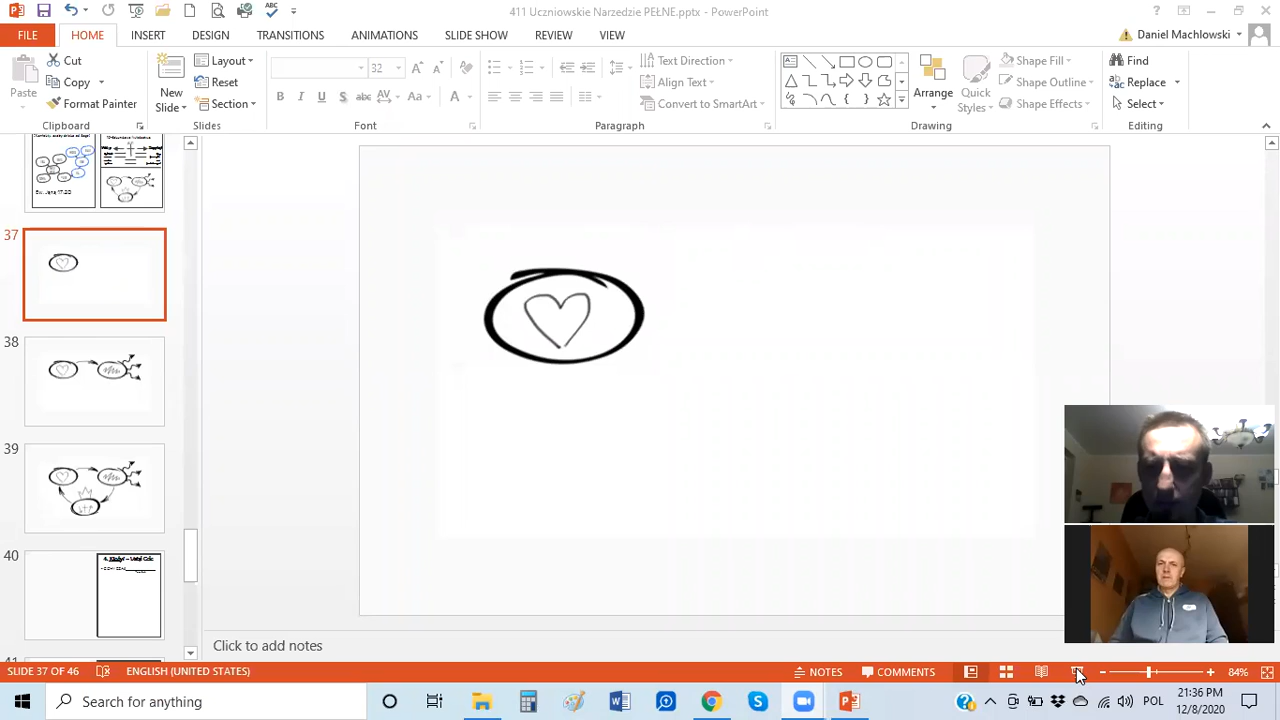 411 Uczniowskie Narzedzie PEŁNE.pptx - PowerPoint
FILE HOME INSERT DESIGN TRANSITIONS ANIMATIONS SLIDE SHOW REVIEW VIEW
Daniel Machlowski
Paste
Cut
Copy
Format Painter
Clipboard
New Slide
Layout
Reset
Section
Slides
32
B I U S abc AV Aa A
Font
Text Direction
Align Text
Convert to SmartArt
Paragraph
Arrange
Quick Styles
Shape Fill
Shape Outline
Shape Effects
Drawing
Find
Replace
Select
Editing
37
38
39
40
Click to add notes
SLIDE 37 OF 46 ENGLISH (UNITED STATES) NOTES COMMENTS 84%
Search for anything
POL
21:36 PM
12/8/2020